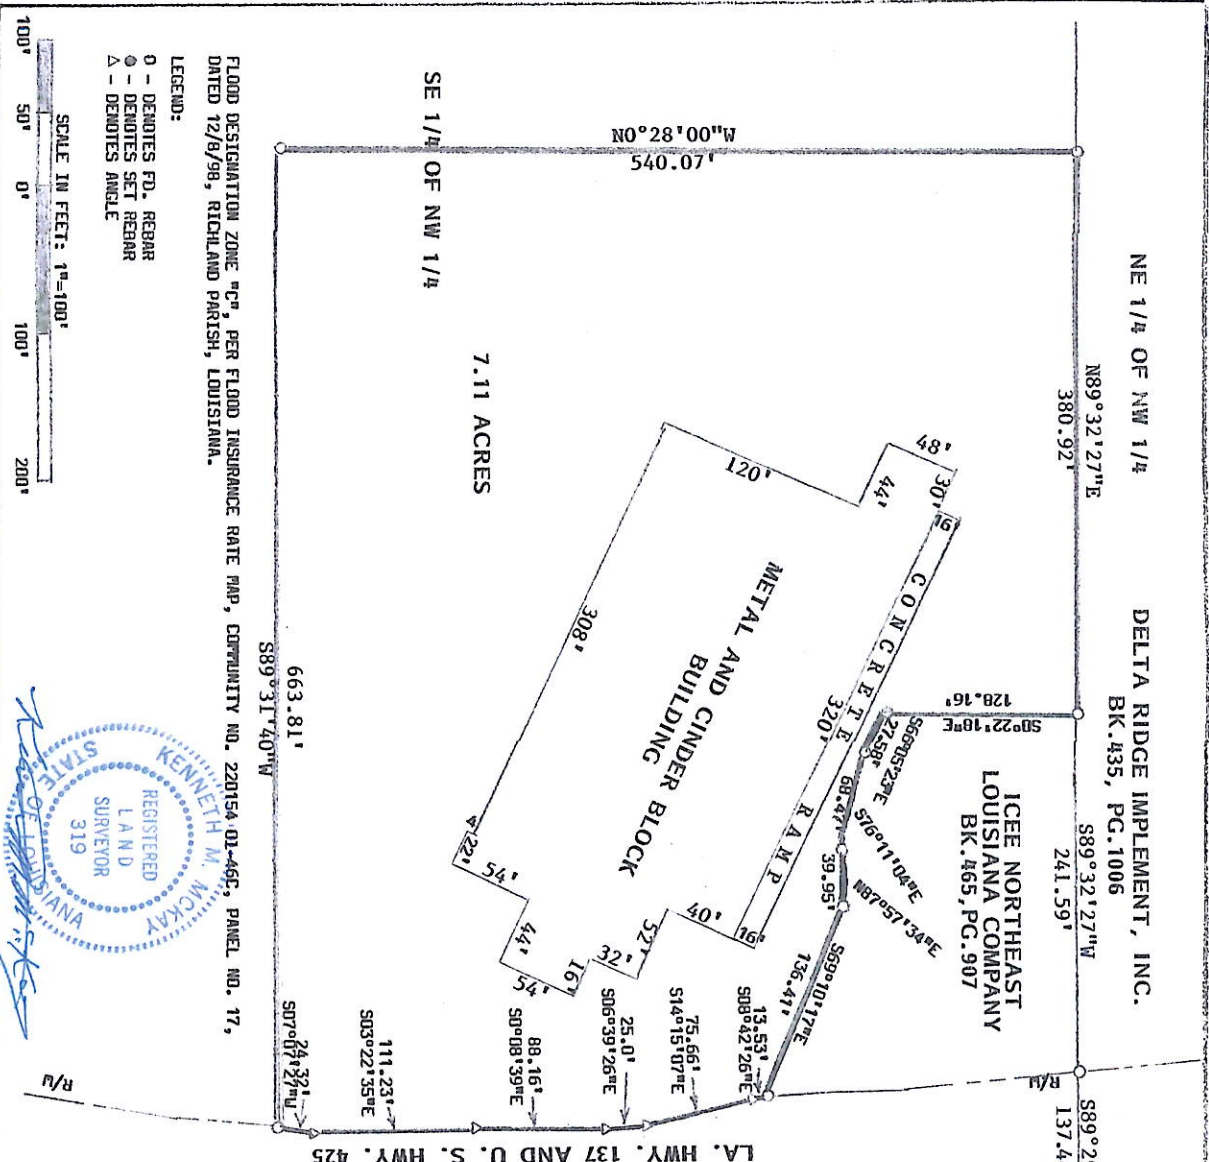 NE 1/4 OF NW 1/4
DELTA RIDGE IMPLEMENT, INC.
BK.435, PG.1006
N89°32'27"E
380.92'
S89°32'27"W
241.59'
S89°2
137.4
N0°28'00"W
540.07'
SE 1/4 OF NW 1/4
7.11 ACRES
S0°22'18"E
128.16'
ICEE NORTHEAST
LOUISIANA COMPANY
BK.465, PG.907
S66°05'23"E
27.58'
S76°11'04"E
68.47'
N87°57'34"E
39.95'
S69°10'17"E
136.41'
R/W
48'
30'
16'
44'
120'
308'
CONCRETE RAMP
320'
METAL AND CINDER BLOCK
BUILDING
16'
40'
52'
32'
16'
54'
44'
54'
22'
13.53'
S08°42'26"E
75.66'
S14°15'07"E
25.0'
S06°39'26"E
88.16'
S0°08'39"E
111.23'
S03°22'35"E
24.32'
S07°07'27"W
LA. HWY. 137 AND U. S. HWY. 425
R/W
663.81'
S89°31'40"W
FLOOD DESIGNATION ZONE "C", PER FLOOD INSURANCE RATE MAP, COMMUNITY NO. 220154 01-46C, PANEL NO. 17,
DATED 12/8/98, RICHLAND PARISH, LOUISIANA.
LEGEND:
O - DENOTES FD. REBAR
● - DENOTES SET REBAR
△ - DENOTES ANGLE
SCALE IN FEET: 1"=100'
100' 50' 0' 100' 200'
STATE OF LOUISIANA
KENNETH M. MCKAY
REGISTERED
LAND
SURVEYOR
319